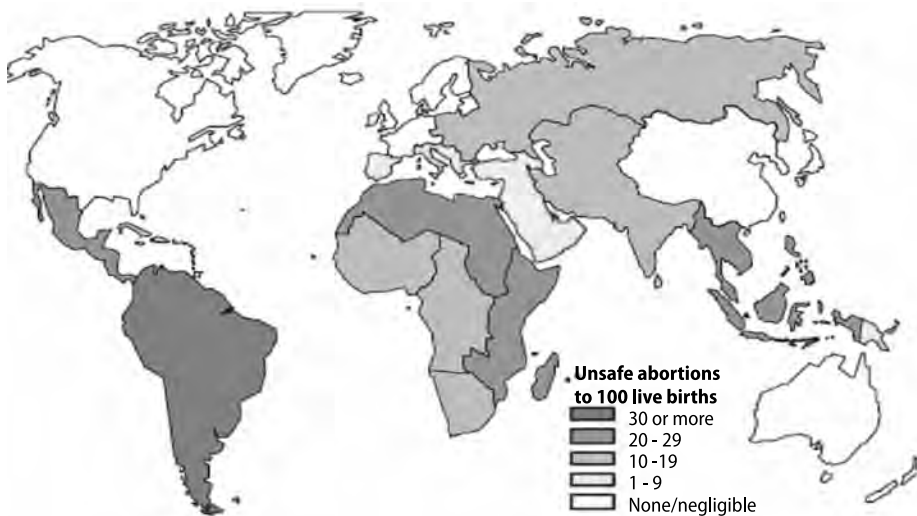 Unsafe abortions
to 100 live births
30 or more
20 - 29
10 -19
1 - 9
None/negligible